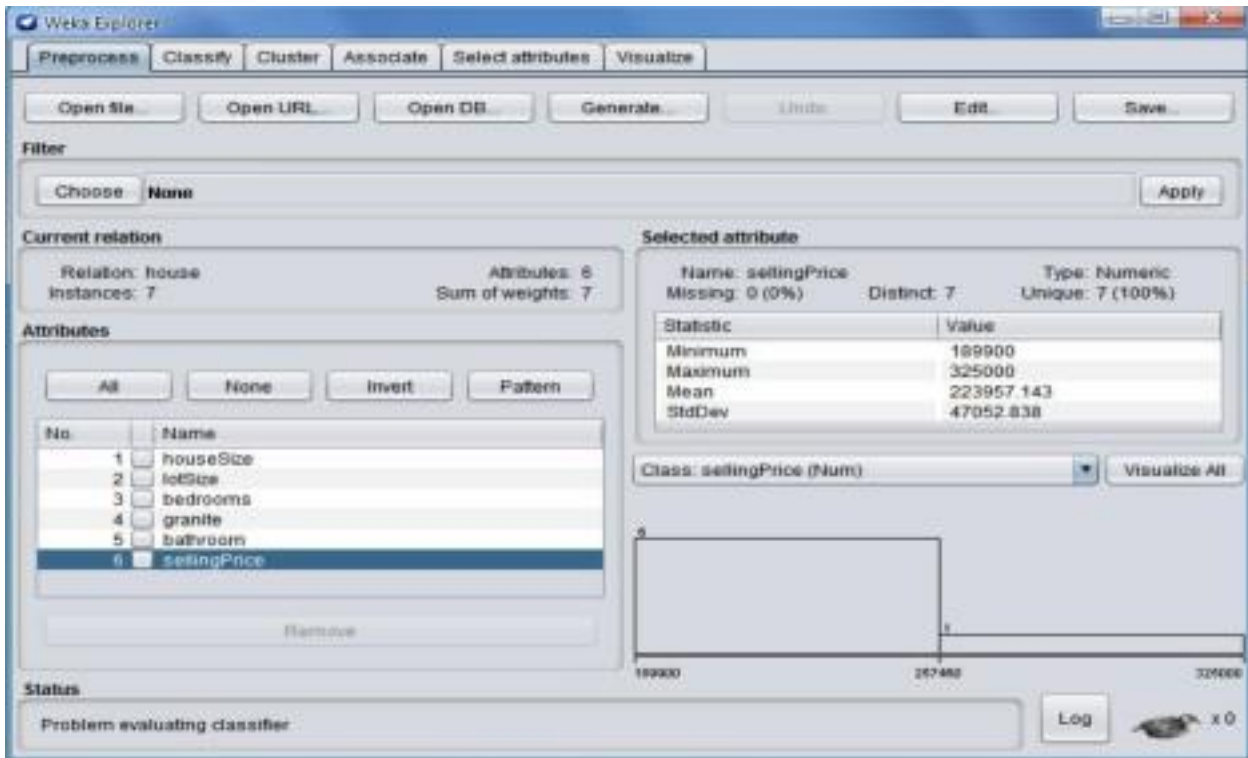 Weka Explorer
Preprocess Classify Cluster Associate Select attributes Visualize
Open file... Open URL... Open DB... Generate... Undo Edit... Save...
Filter
Choose None Apply
Current relation
Relation: house Attributes: 6
Instances: 7 Sum of weights: 7
Selected attribute
Name: sellingPrice Type: Numeric
Missing: 0 (0%) Distinct: 7 Unique: 7 (100%)
Statistic Value
Minimum 189900
Maximum 325000
Mean 223957.143
StdDev 47052.838
Attributes
All None Invert Pattern
No. Name
1 houseSize
2 lotSize
3 bedrooms
4 granite
5 bathroom
6 sellingPrice
Remove
Class: sellingPrice (Num) Visualize All
6
1
189900 257450 325000
Status
Problem evaluating classifier
Log x 0